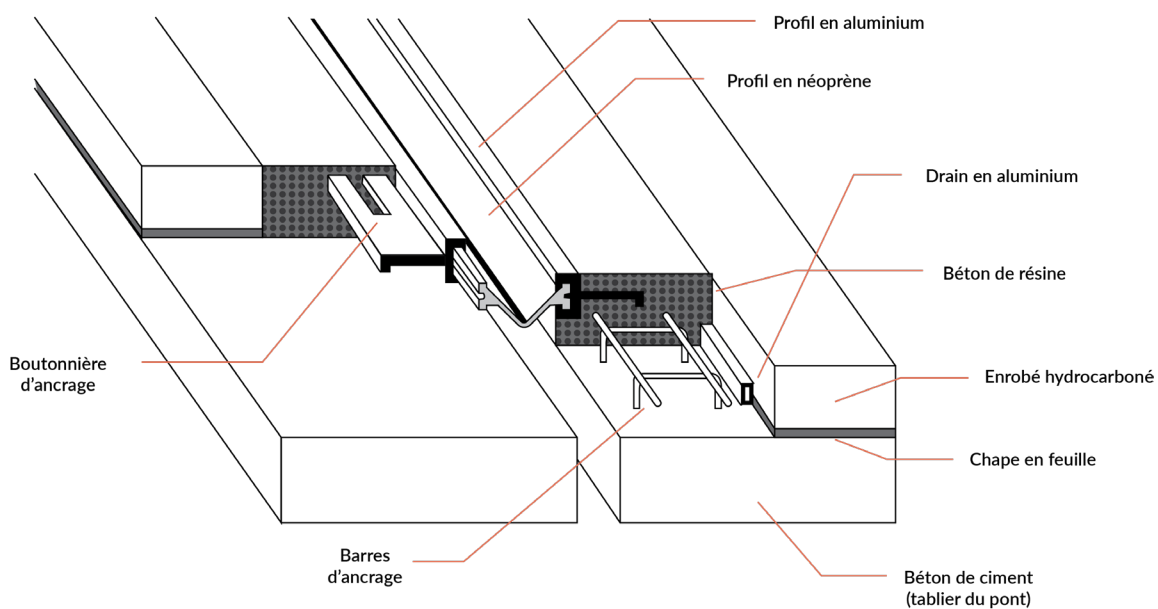 Profil en aluminium
Profil en néoprène
Drain en aluminium
Béton de résine
Boutonnière
d’ancrage
Enrobé hydrocarboné
Chape en feuille
Barres
d’ancrage
Béton de ciment
(tablier du pont)